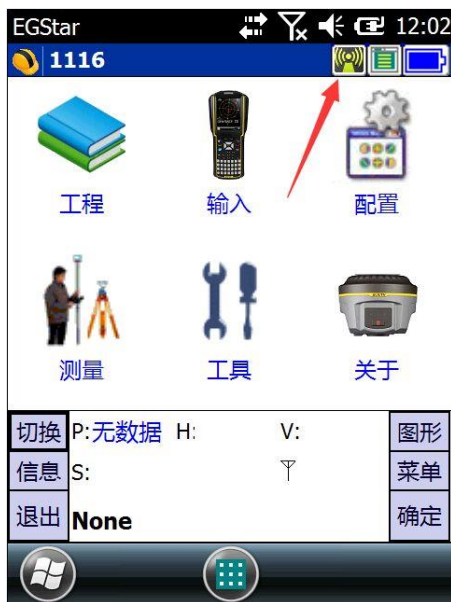 EGStar 12:02
1116
工程 输入 配置
测量 工具 关于
切换 P:无数据 H: V: 图形
信息 S: 菜单
退出 None 确定